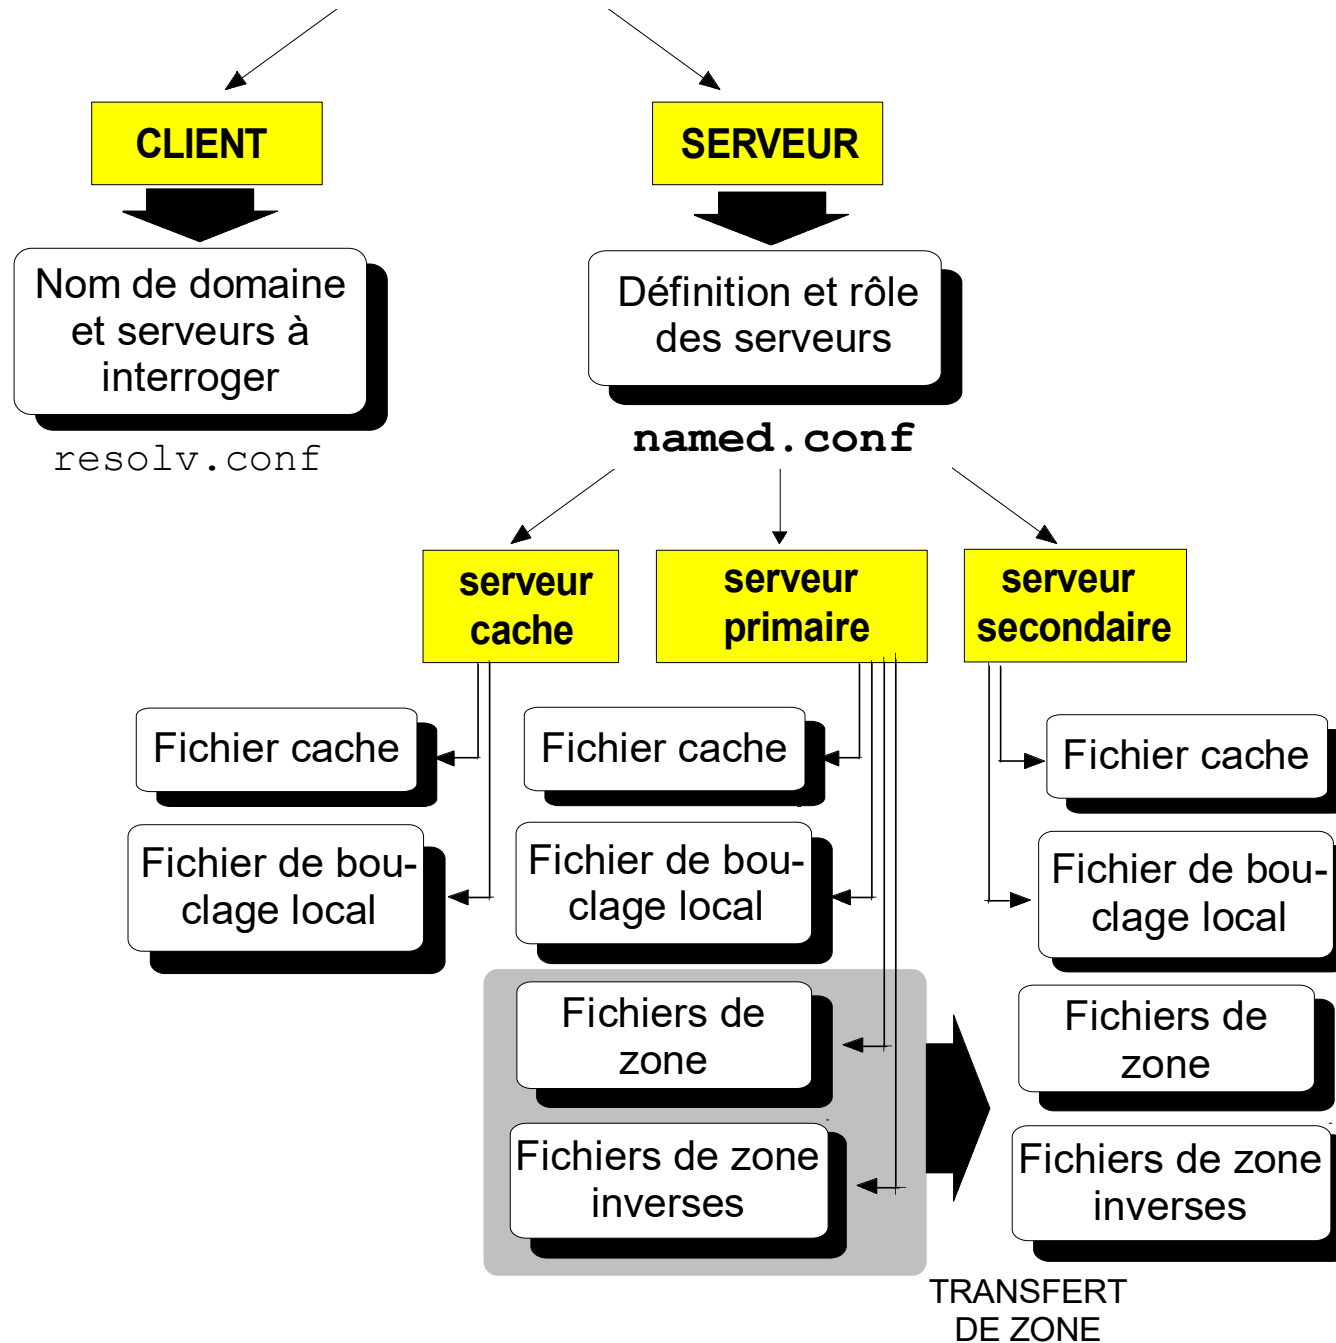 CLIENT
SERVEUR
Nom de domaine
et serveurs à
interroger
resolv.conf
Définition et rôle
des serveurs
named.conf
serveur
cache
serveur
primaire
serveur
secondaire
Fichier cache
Fichier de bou-
clage local
Fichier cache
Fichier de bou-
clage local
Fichiers de
zone
Fichiers de zone
inverses
Fichier cache
Fichier de bou-
clage local
Fichiers de
zone
Fichiers de zone
inverses
TRANSFERT
DE ZONE